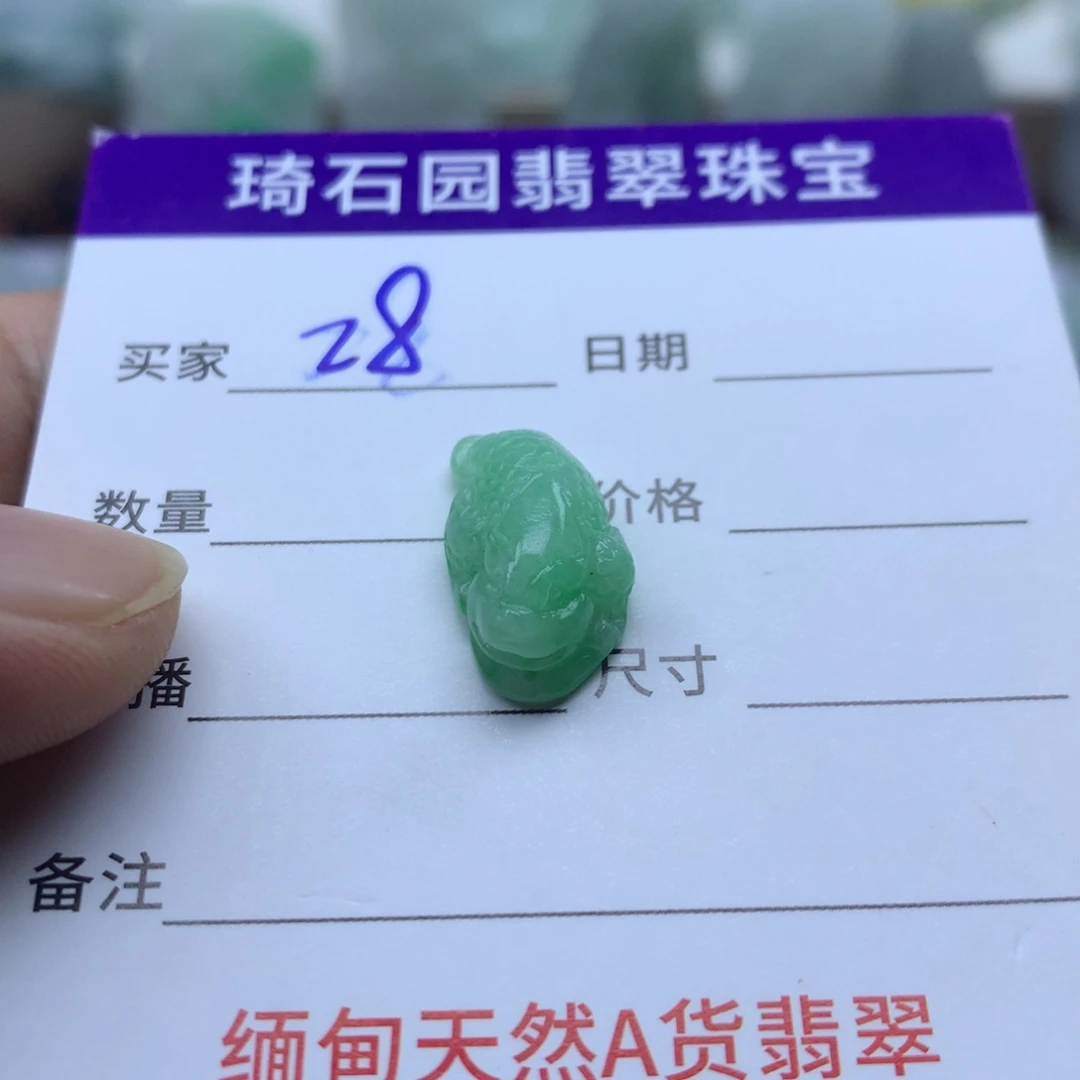 琦石园翡翠珠宝
买家 28 日期
数量 价格
播 尺寸
备注
缅甸天然A货翡翠